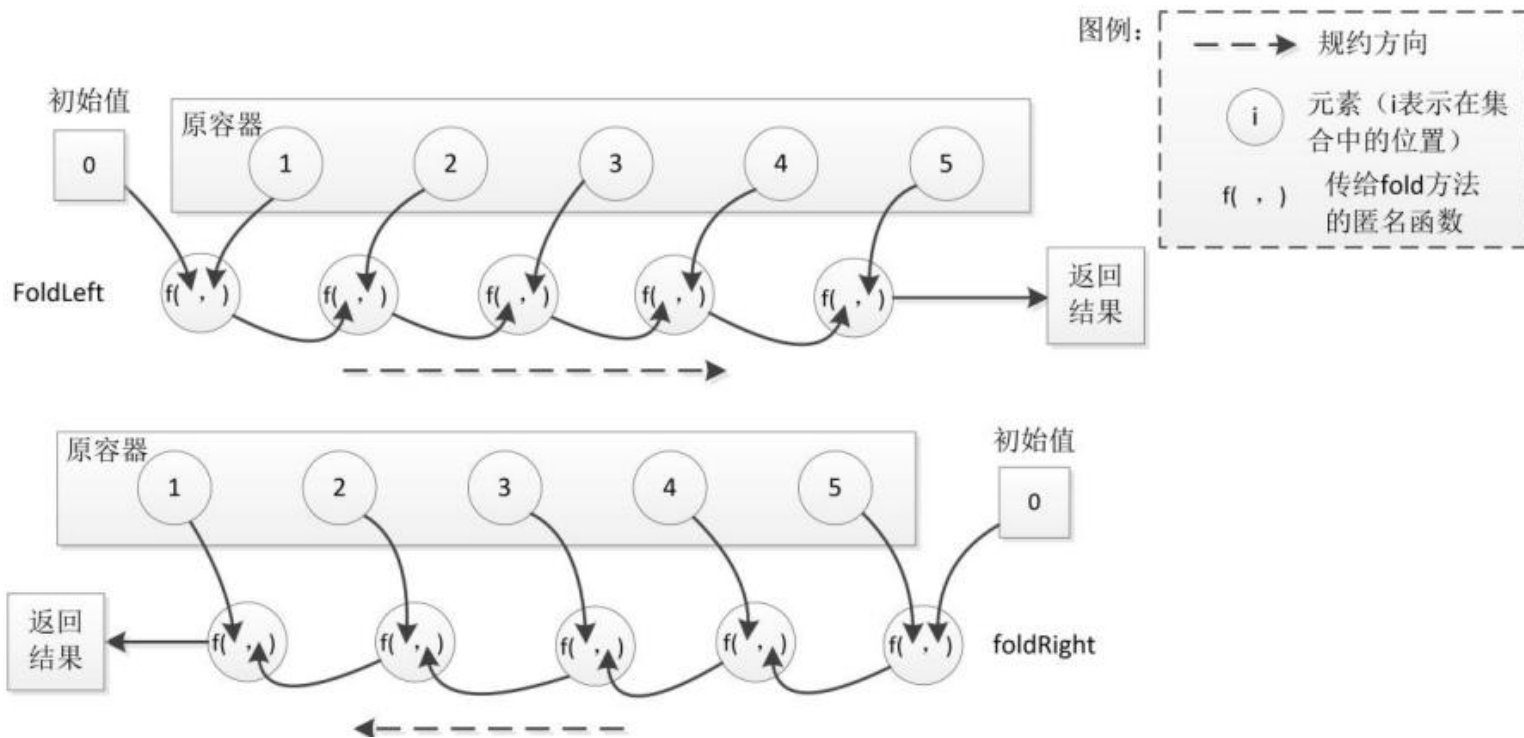 图例：
规约方向
i
元素（i表示在集
合中的位置）
f( ，)
传给fold方法
的匿名函数
初始值
0
原容器
1 2 3 4 5
FoldLeft
f( ，) f( ，) f( ，) f( ，) f( ，)
返回
结果
原容器
1 2 3 4 5
初始值
0
返回
结果
f( ，) f( ，) f( ，) f( ，) f( ，)
foldRight